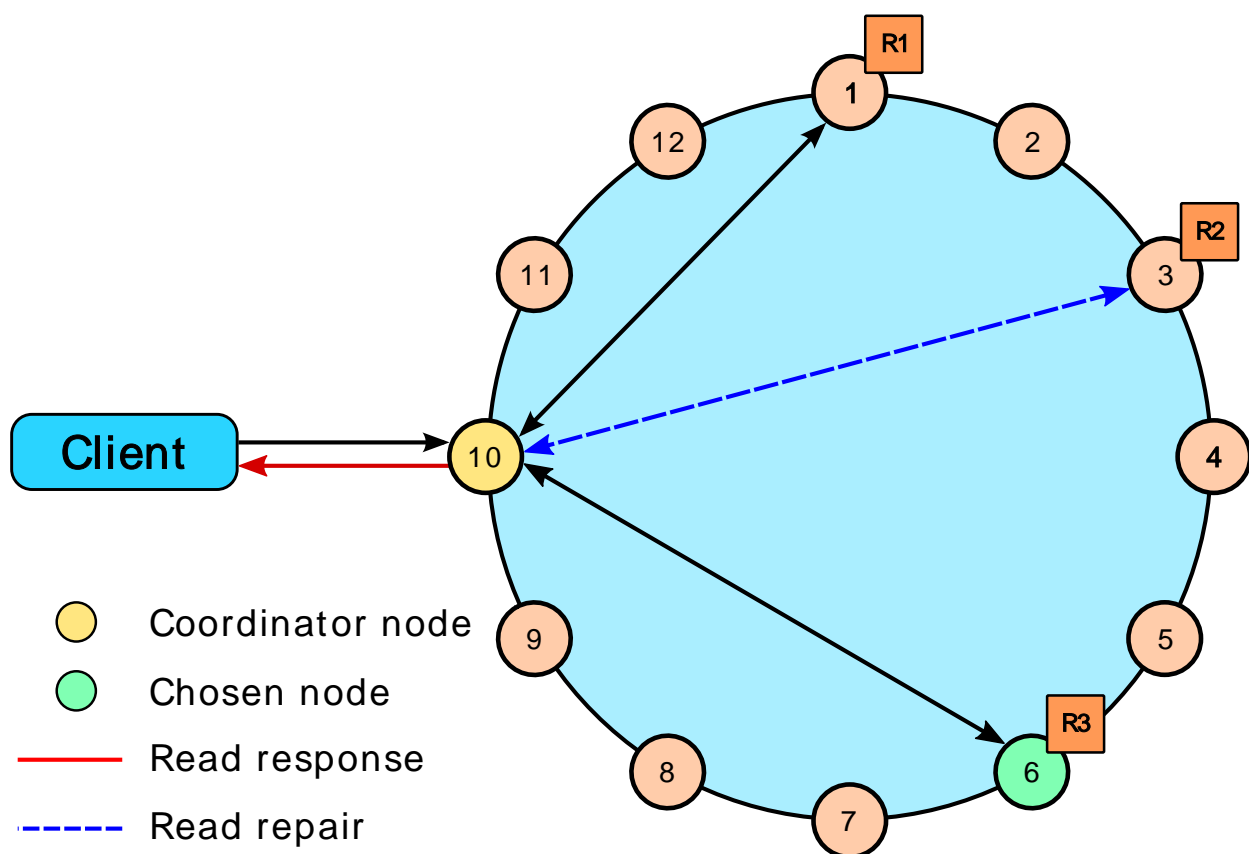 R1
1
12
2
R2
11
3
Client
10
4
Coordinator node
9
5
Chosen node
R3
Read response
8
6
7
Read repair